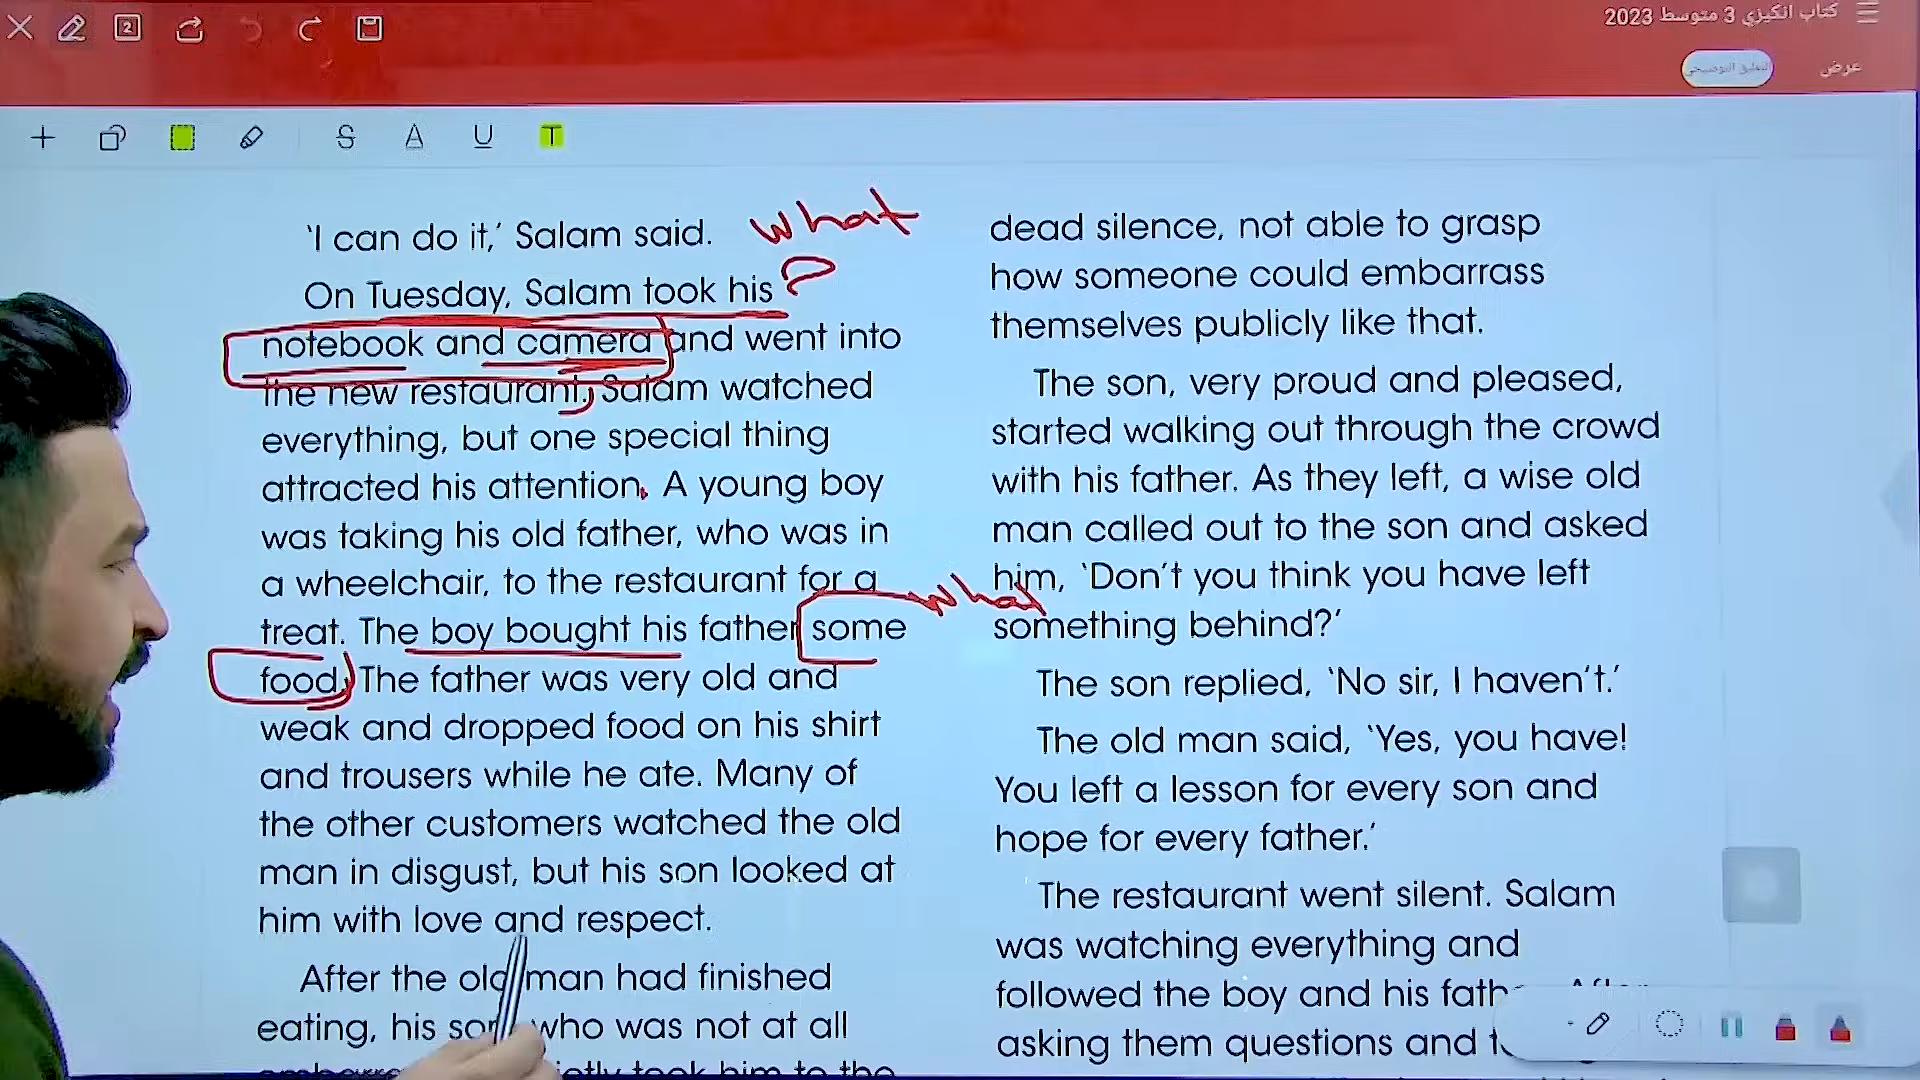 كتاب انكيزي 3 متوسط 2023
عرض
'I can do it,' Salam said.
what
On Tuesday, Salam took his
?
notebook and camera and went into
the new restaurant. Salam watched
everything, but one special thing
attracted his attention. A young boy
was taking his old father, who was in
a wheelchair, to the restaurant for a
treat. The boy bought his father some
what
food. The father was very old and
weak and dropped food on his shirt
and trousers while he ate. Many of
the other customers watched the old
man in disgust, but his son looked at
him with love and respect.
After the old man had finished
eating, his son who was not at all
took him to the
dead silence, not able to grasp
how someone could embarrass
themselves publicly like that.
The son, very proud and pleased,
started walking out through the crowd
with his father. As they left, a wise old
man called out to the son and asked
him, 'Don't you think you have left
something behind?'
The son replied, 'No sir, I haven't.'
The old man said, 'Yes, you have!
You left a lesson for every son and
hope for every father.'
The restaurant went silent. Salam
was watching everything and
followed the boy and his
asking them questions and